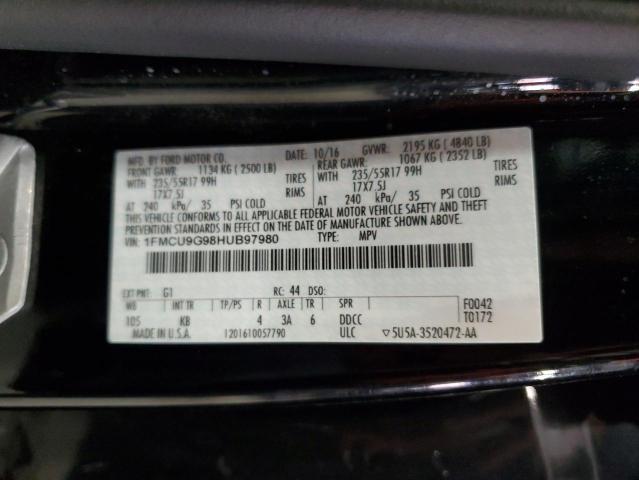 MFD. BY FORD MOTOR CO. DATE: 10/16 GVWR: 2195 KG ( 4840 LB)
FRONT GAWR: 1134 KG ( 2500 LB) REAR GAWR: 1067 KG ( 2352 LB)
WITH 235/55R17 99H TIRES WITH 235/55R17 99H TIRES
17X7.5J RIMS 17X7.5J RIMS
AT 240 kPa/ 35 PSI COLD AT 240 kPa/ 35 PSI COLD
THIS VEHICLE CONFORMS TO ALL APPLICABLE FEDERAL MOTOR VEHICLE SAFETY AND THEFT
PREVENTION STANDARDS IN EFFECT ON THE DATE OF MANUFACTURE SHOWN ABOVE.
VIN: 1FMCU9G98HUB97980 TYPE: MPV
EXT PNT: G1 RC: 44 DSO:
WB INT TR TP/PS R AXLE TR SPR F0042
105 KB 4 3A 6 DDCC T0172
MADE IN U.S.A. 1201610057790 ULC ▽5U5A-3520472-AA